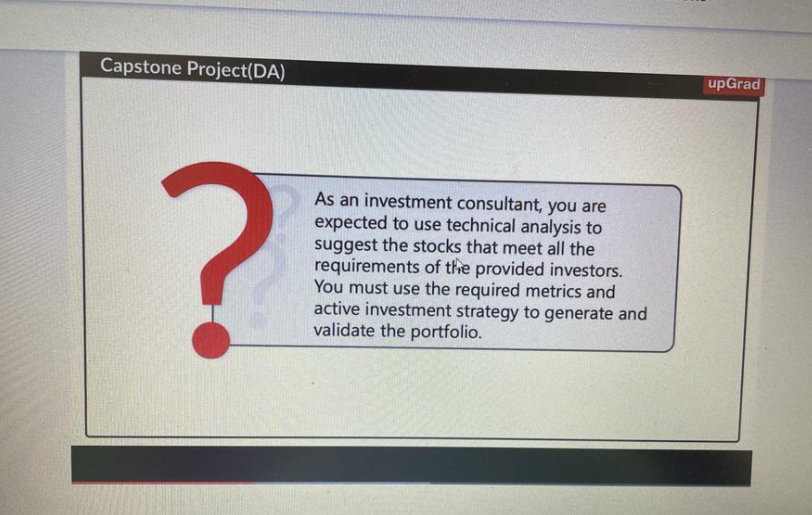 Capstone Project(DA)
upGrad
As an investment consultant, you are
expected to use technical analysis to
suggest the stocks that meet all the
requirements of the provided investors.
You must use the required metrics and
active investment strategy to generate and
validate the portfolio.